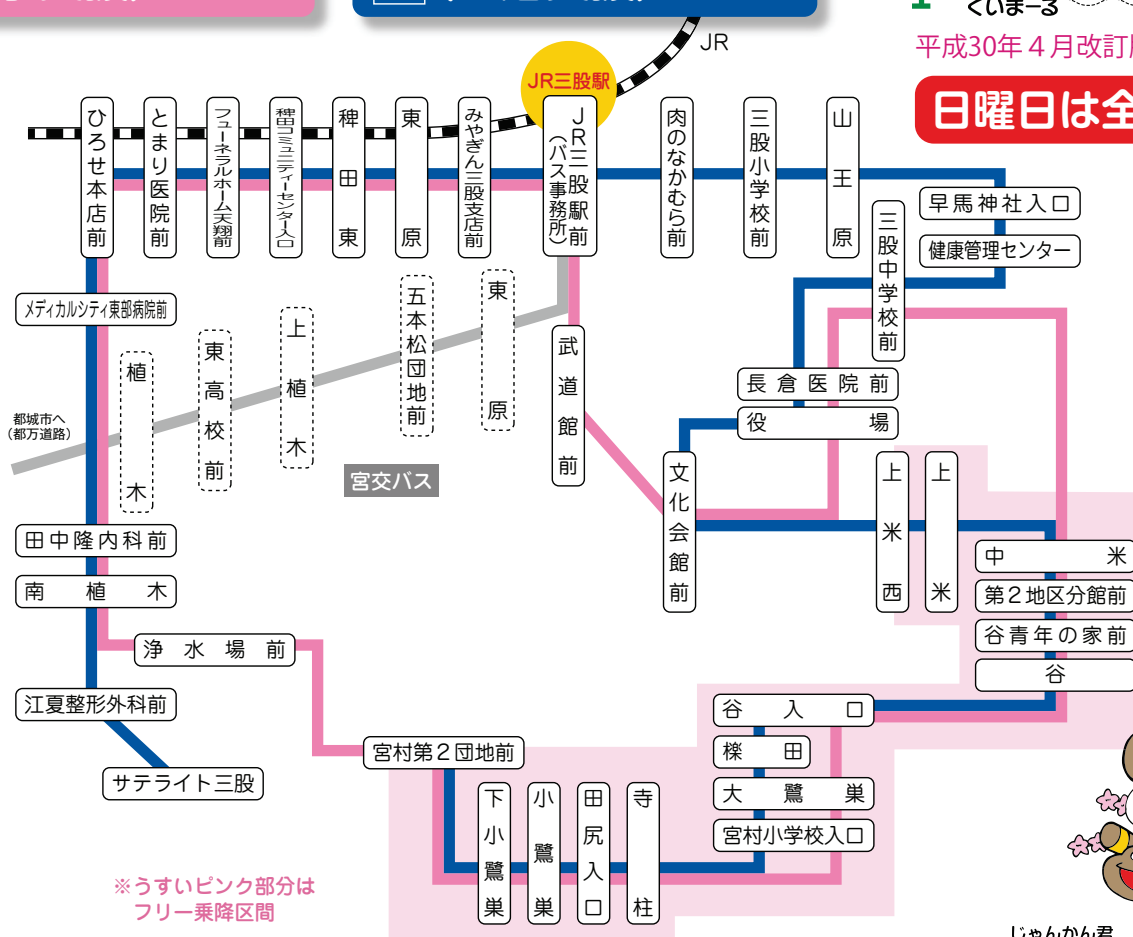 くいまーる
平成30年4月改訂
日曜日は全
JR
JR三股駅
ひろせ本店前
とまり医院前
フューネラルホーム天翔前
稗田コミュニティーセンター入口
稗田東
東原
みやぎん三股支店前
JR三股駅前
(バス事務所)
肉のなかむら前
三股小学校前
山王原
早馬神社入口
健康管理センター
三股中学校前
メディカルシティ東部病院前
植木
東高校前
上植木
五本松団地前
東原
武道館前
長倉医院前
役場
都城市へ
(都万道路)
宮交バス
文化会館前
上米西
上米
中米
第2地区分館前
谷青年の家前
谷
田中隆内科前
南植木
浄水場前
江夏整形外科前
サテライト三股
宮村第2団地前
谷入口
檪田
大鷺巣
宮村小学校入口
下小鷺巣
小鷺巣
田尻入口
寺柱
※うすいピンク部分は
フリー乗降区間
じゃんかん君